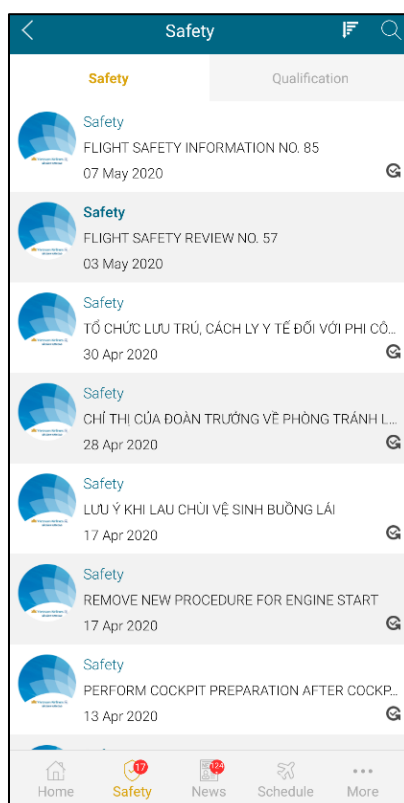 Safety
Safety
Qualification
Safety
FLIGHT SAFETY INFORMATION NO. 85
07 May 2020
Safety
FLIGHT SAFETY REVIEW NO. 57
03 May 2020
Safety
TỔ CHỨC LƯU TRÚ, CÁCH LY Y TẾ ĐỐI VỚI PHI CÔ...
30 Apr 2020
Safety
CHỈ THỊ CỦA ĐOÀN TRƯỞNG VỀ PHÒNG TRÁNH L...
28 Apr 2020
Safety
LƯU Ý KHI LAU CHÙI VỆ SINH BUỒNG LÁI
17 Apr 2020
Safety
REMOVE NEW PROCEDURE FOR ENGINE START
17 Apr 2020
Safety
PERFORM COCKPIT PREPARATION AFTER COCKP...
13 Apr 2020
17
124
Home
Safety
News
Schedule
More